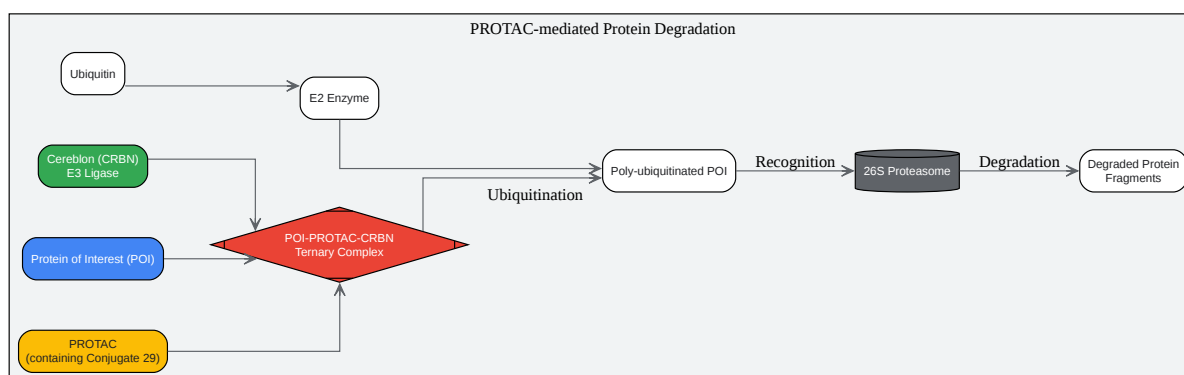 PROTAC-mediated Protein Degradation
Ubiquitin
E2 Enzyme
Cereblon (CRBN)
E3 Ligase
Protein of Interest (POI)
PROTAC
(containing Conjugate 29)
POI-PROTAC-CRBN
Ternary Complex
Ubiquitination
Poly-ubiquitinated POI
Recognition
26S Proteasome
Degradation
Degraded Protein
Fragments